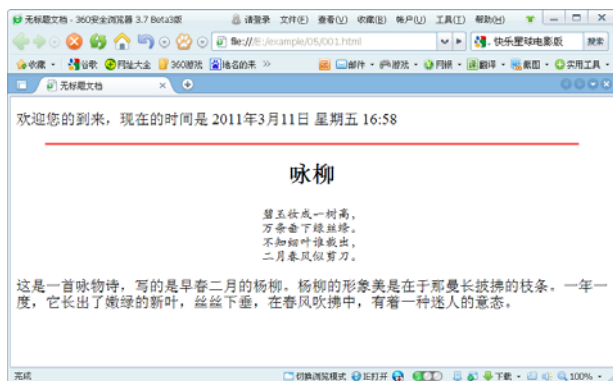 无标题文档 - 360安全浏览器 3.7 Beta3版 请登录 文件(F) 查看(V) 收藏(B) 帐户(U) 工具(T) 帮助(H)
file:///E:/example/05/001.html 快乐星球电影版 搜索
收藏 谷歌 网址大全 360游戏 地名的来 >> 邮件 游戏 网银 翻译 截图 实用工具
无标题文档
欢迎您的到来，现在的时间是 2011年3月11日 星期五 16:58
咏柳
碧玉妆成一树高，
万条垂下绿丝绦。
不知细叶谁裁出，
二月春风似剪刀。
这是一首咏物诗，写的是早春二月的杨柳。杨柳的形象美是在于那曼长披拂的枝条。一年一
度，它长出了嫩绿的新叶，丝丝下垂，在春风吹拂中，有着一种迷人的意态。
完成 切换浏览模式 IE打开 下载 100%